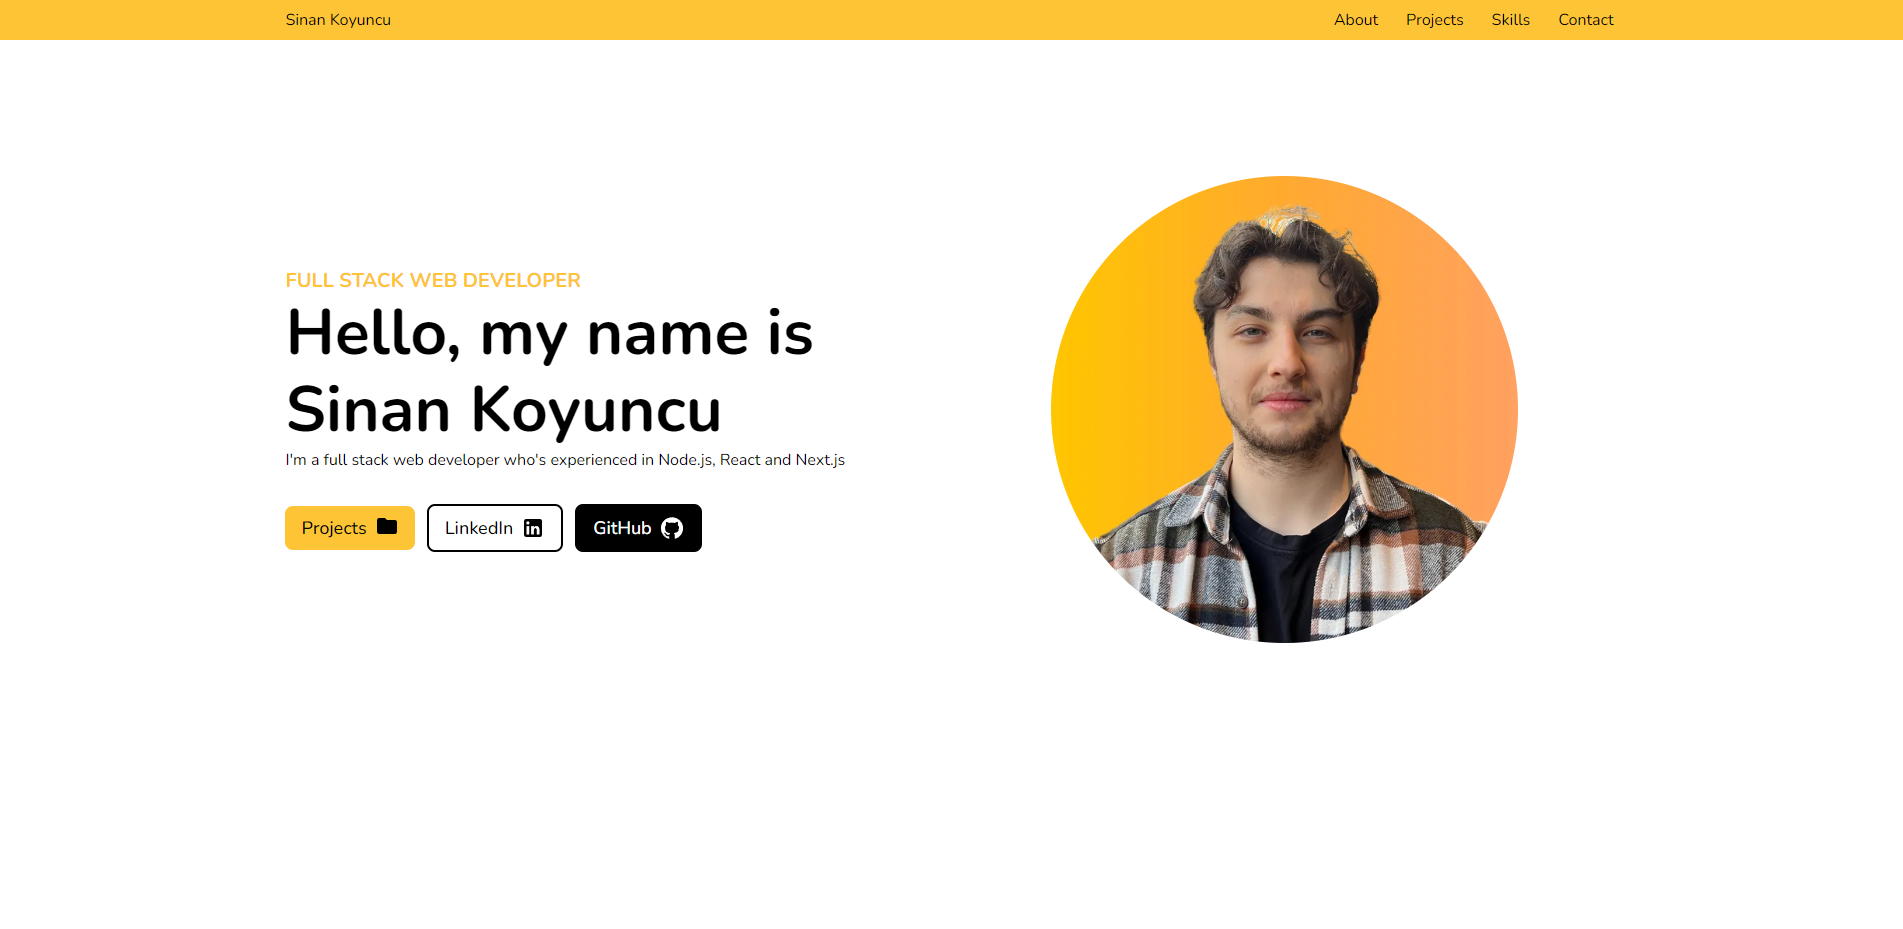 Sinan Koyuncu
About Projects Skills Contact
FULL STACK WEB DEVELOPER
Hello, my name is
Sinan Koyuncu
I'm a full stack web developer who's experienced in Node.js, React and Next.js
Projects
LinkedIn
GitHub